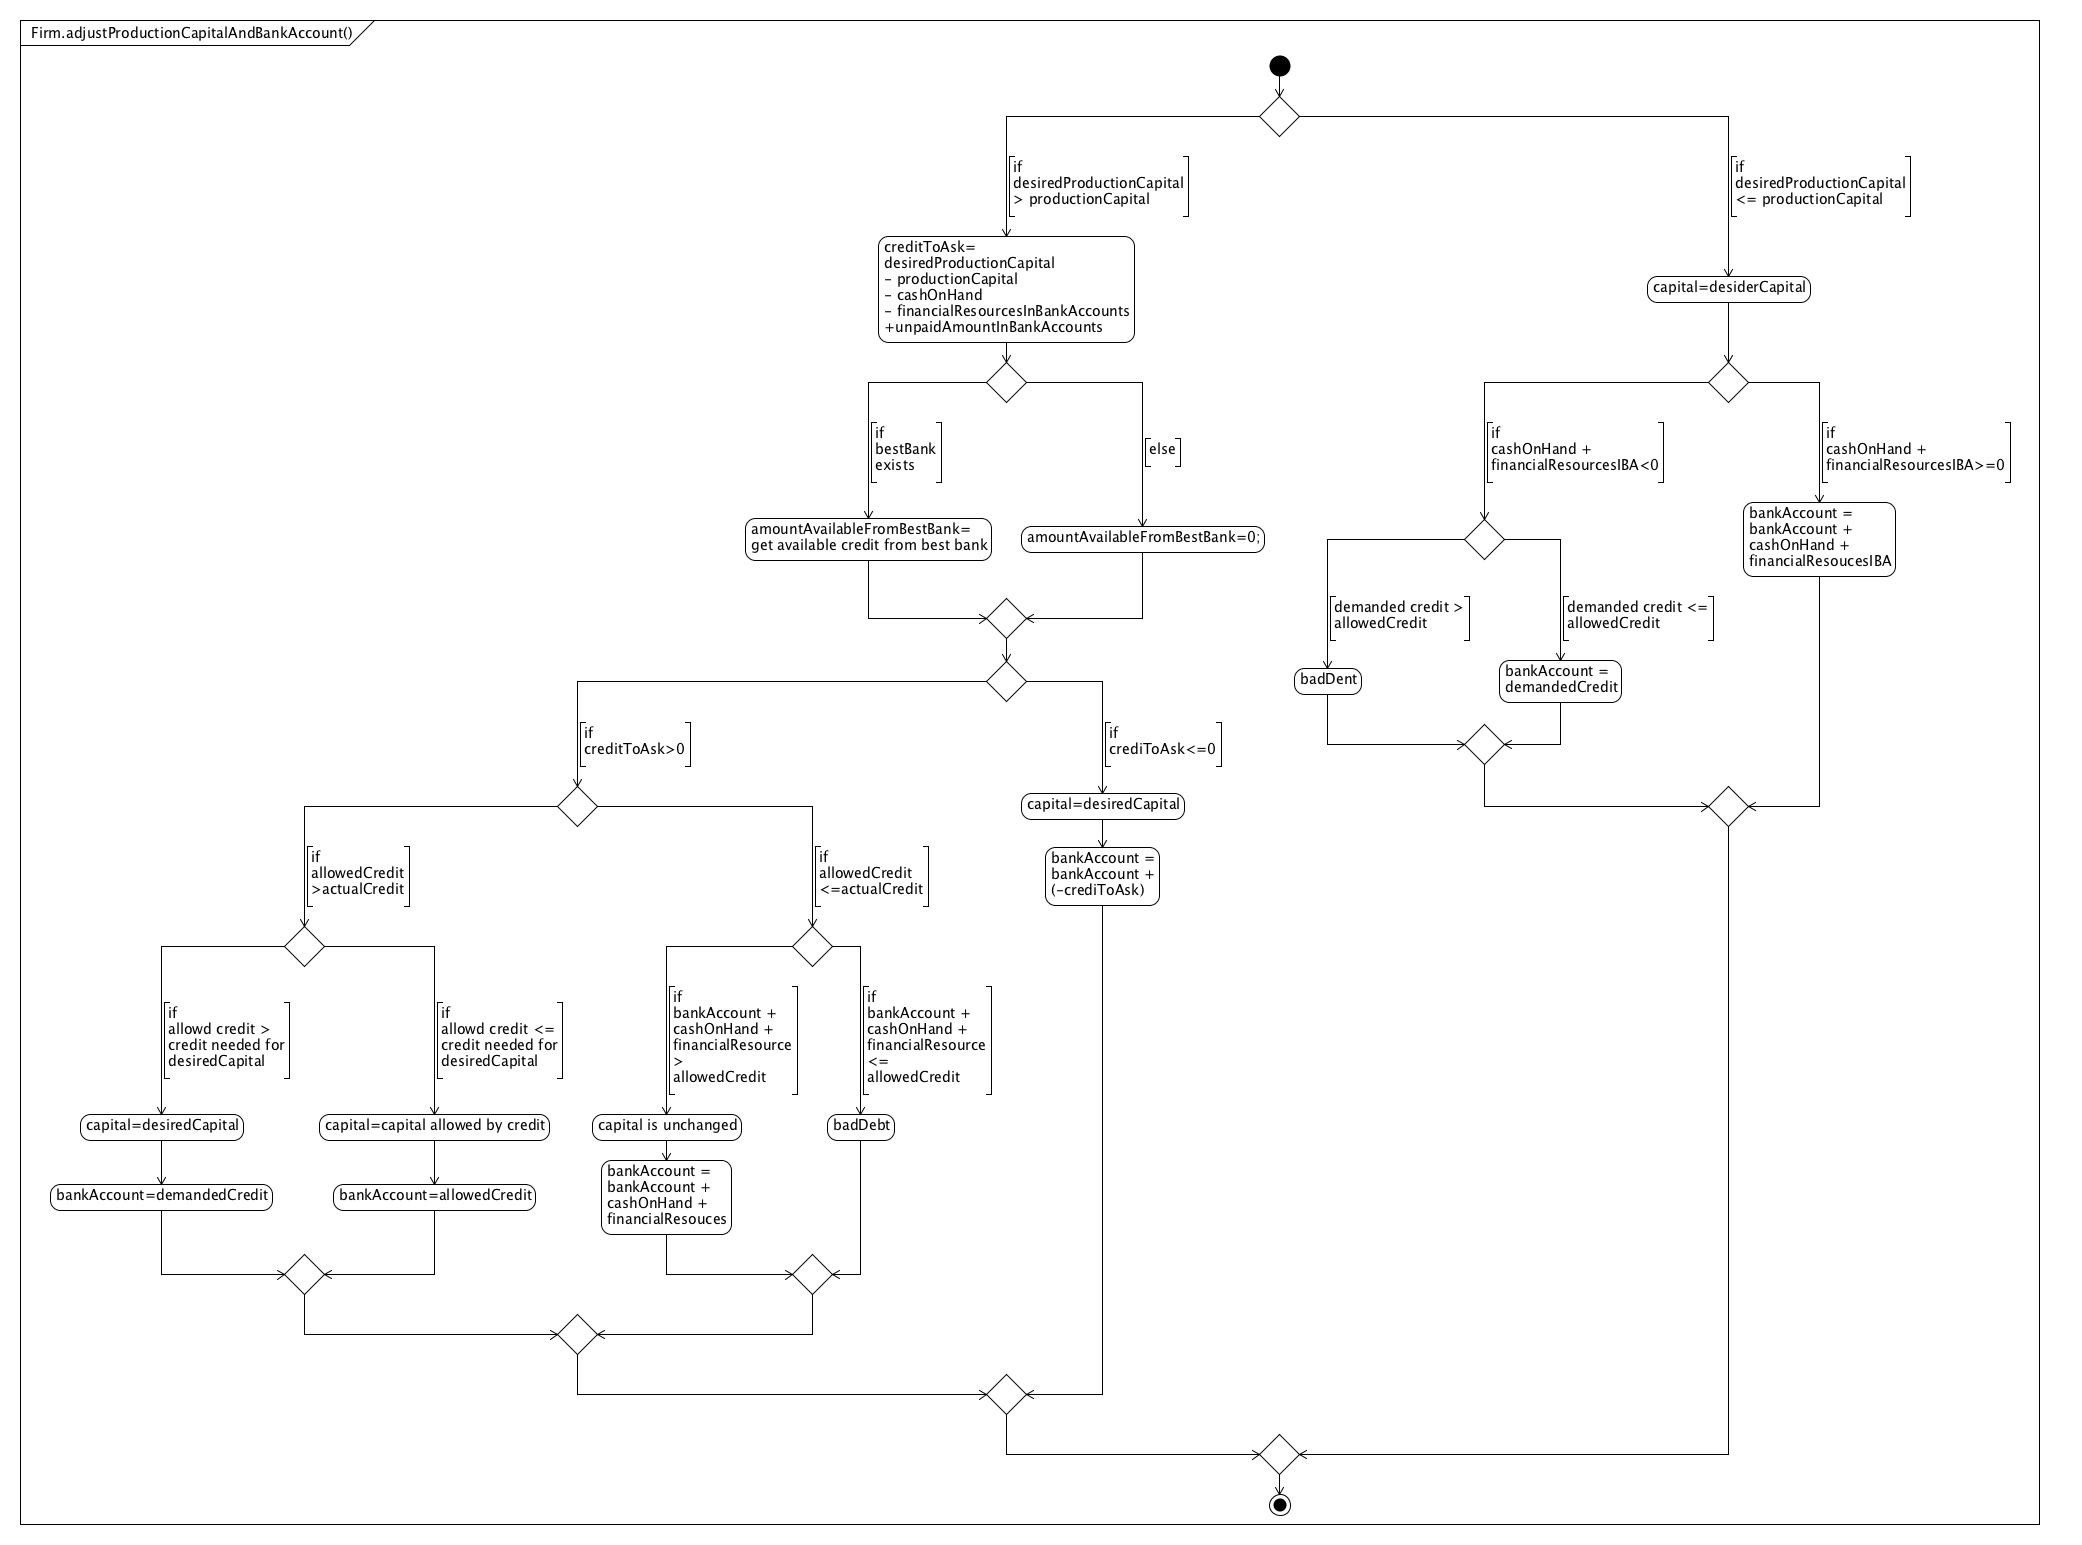 Firm.adjustProductionCapitalAndBankAccount()
if
desiredProductionCapital
> productionCapital
if
desiredProductionCapital
<= productionCapital
creditToAsk=
desiredProductionCapital
- productionCapital
- cashOnHand
- financialResourcesInBankAccounts
+unpaidAmountInBankAccounts
capital=desiderCapital
if
bestBank
exists
else
if
cashOnHand +
financialResourcesIBA<0
if
cashOnHand +
financialResourcesIBA>=0
amountAvailableFromBestBank=
get available credit from best bank
amountAvailableFromBestBank=0;
bankAccount =
bankAccount +
cashOnHand +
financialResoucesIBA
demanded credit >
allowedCredit
demanded credit <=
allowedCredit
badDent
bankAccount =
demandedCredit
if
creditToAsk>0
if
crediToAsk<=0
capital=desiredCapital
bankAccount =
bankAccount +
(-crediToAsk)
if
allowedCredit
>actualCredit
if
allowedCredit
<=actualCredit
if
allowd credit >
credit needed for
desiredCapital
if
allowd credit <=
credit needed for
desiredCapital
if
bankAccount +
cashOnHand +
financialResource
>
allowedCredit
if
bankAccount +
cashOnHand +
financialResource
<=
allowedCredit
capital=desiredCapital
capital=capital allowed by credit
capital is unchanged
badDebt
bankAccount=demandedCredit
bankAccount=allowedCredit
bankAccount =
bankAccount +
cashOnHand +
financialResouces